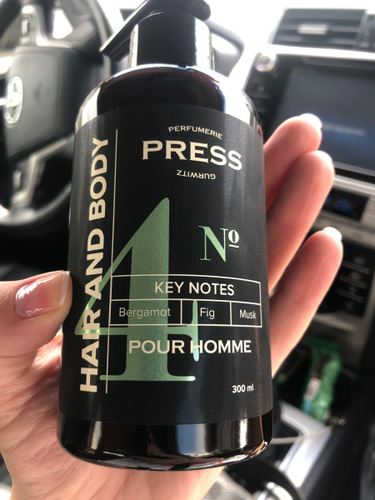 PERFUMERIE
PRESS
GURWITZ
HAIR AND BODY
4
Nº
KEY NOTES
Bergamot Fig Musk
POUR HOMME
300 ml